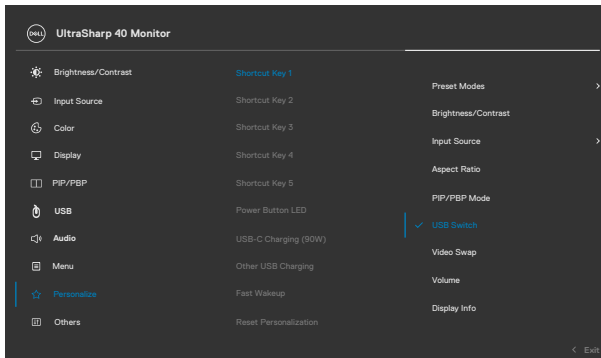 DELL
UltraSharp 40 Monitor
Brightness/Contrast
Input Source
Color
Display
PIP/PBP
USB
Audio
Menu
Personalize
Others
Shortcut Key 1
Shortcut Key 2
Shortcut Key 3
Shortcut Key 4
Shortcut Key 5
Power Button LED
USB-C Charging (90W)
Other USB Charging
Fast Wakeup
Reset Personalization
Preset Modes
Brightness/Contrast
Input Source
Aspect Ratio
PIP/PBP Mode
USB Switch
Video Swap
Volume
Display Info
Exit